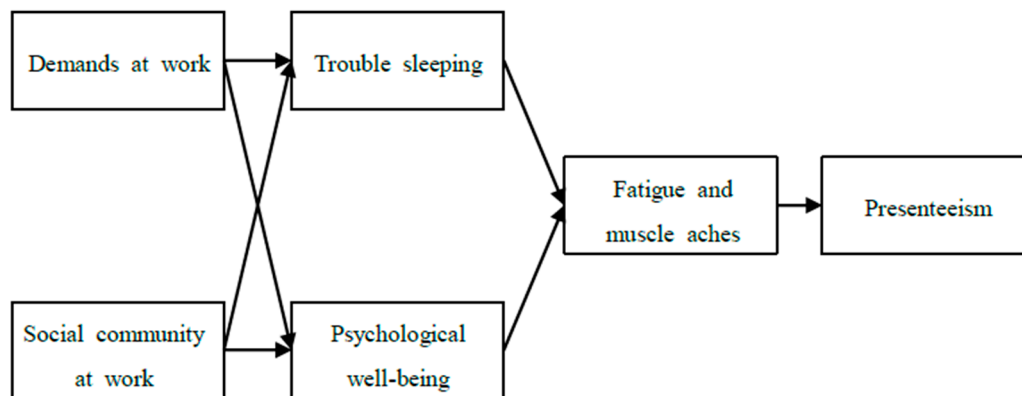 Demands at work
Trouble sleeping
Fatigue and
muscle aches
Presenteeism
Social community
at work
Psychological
well-being